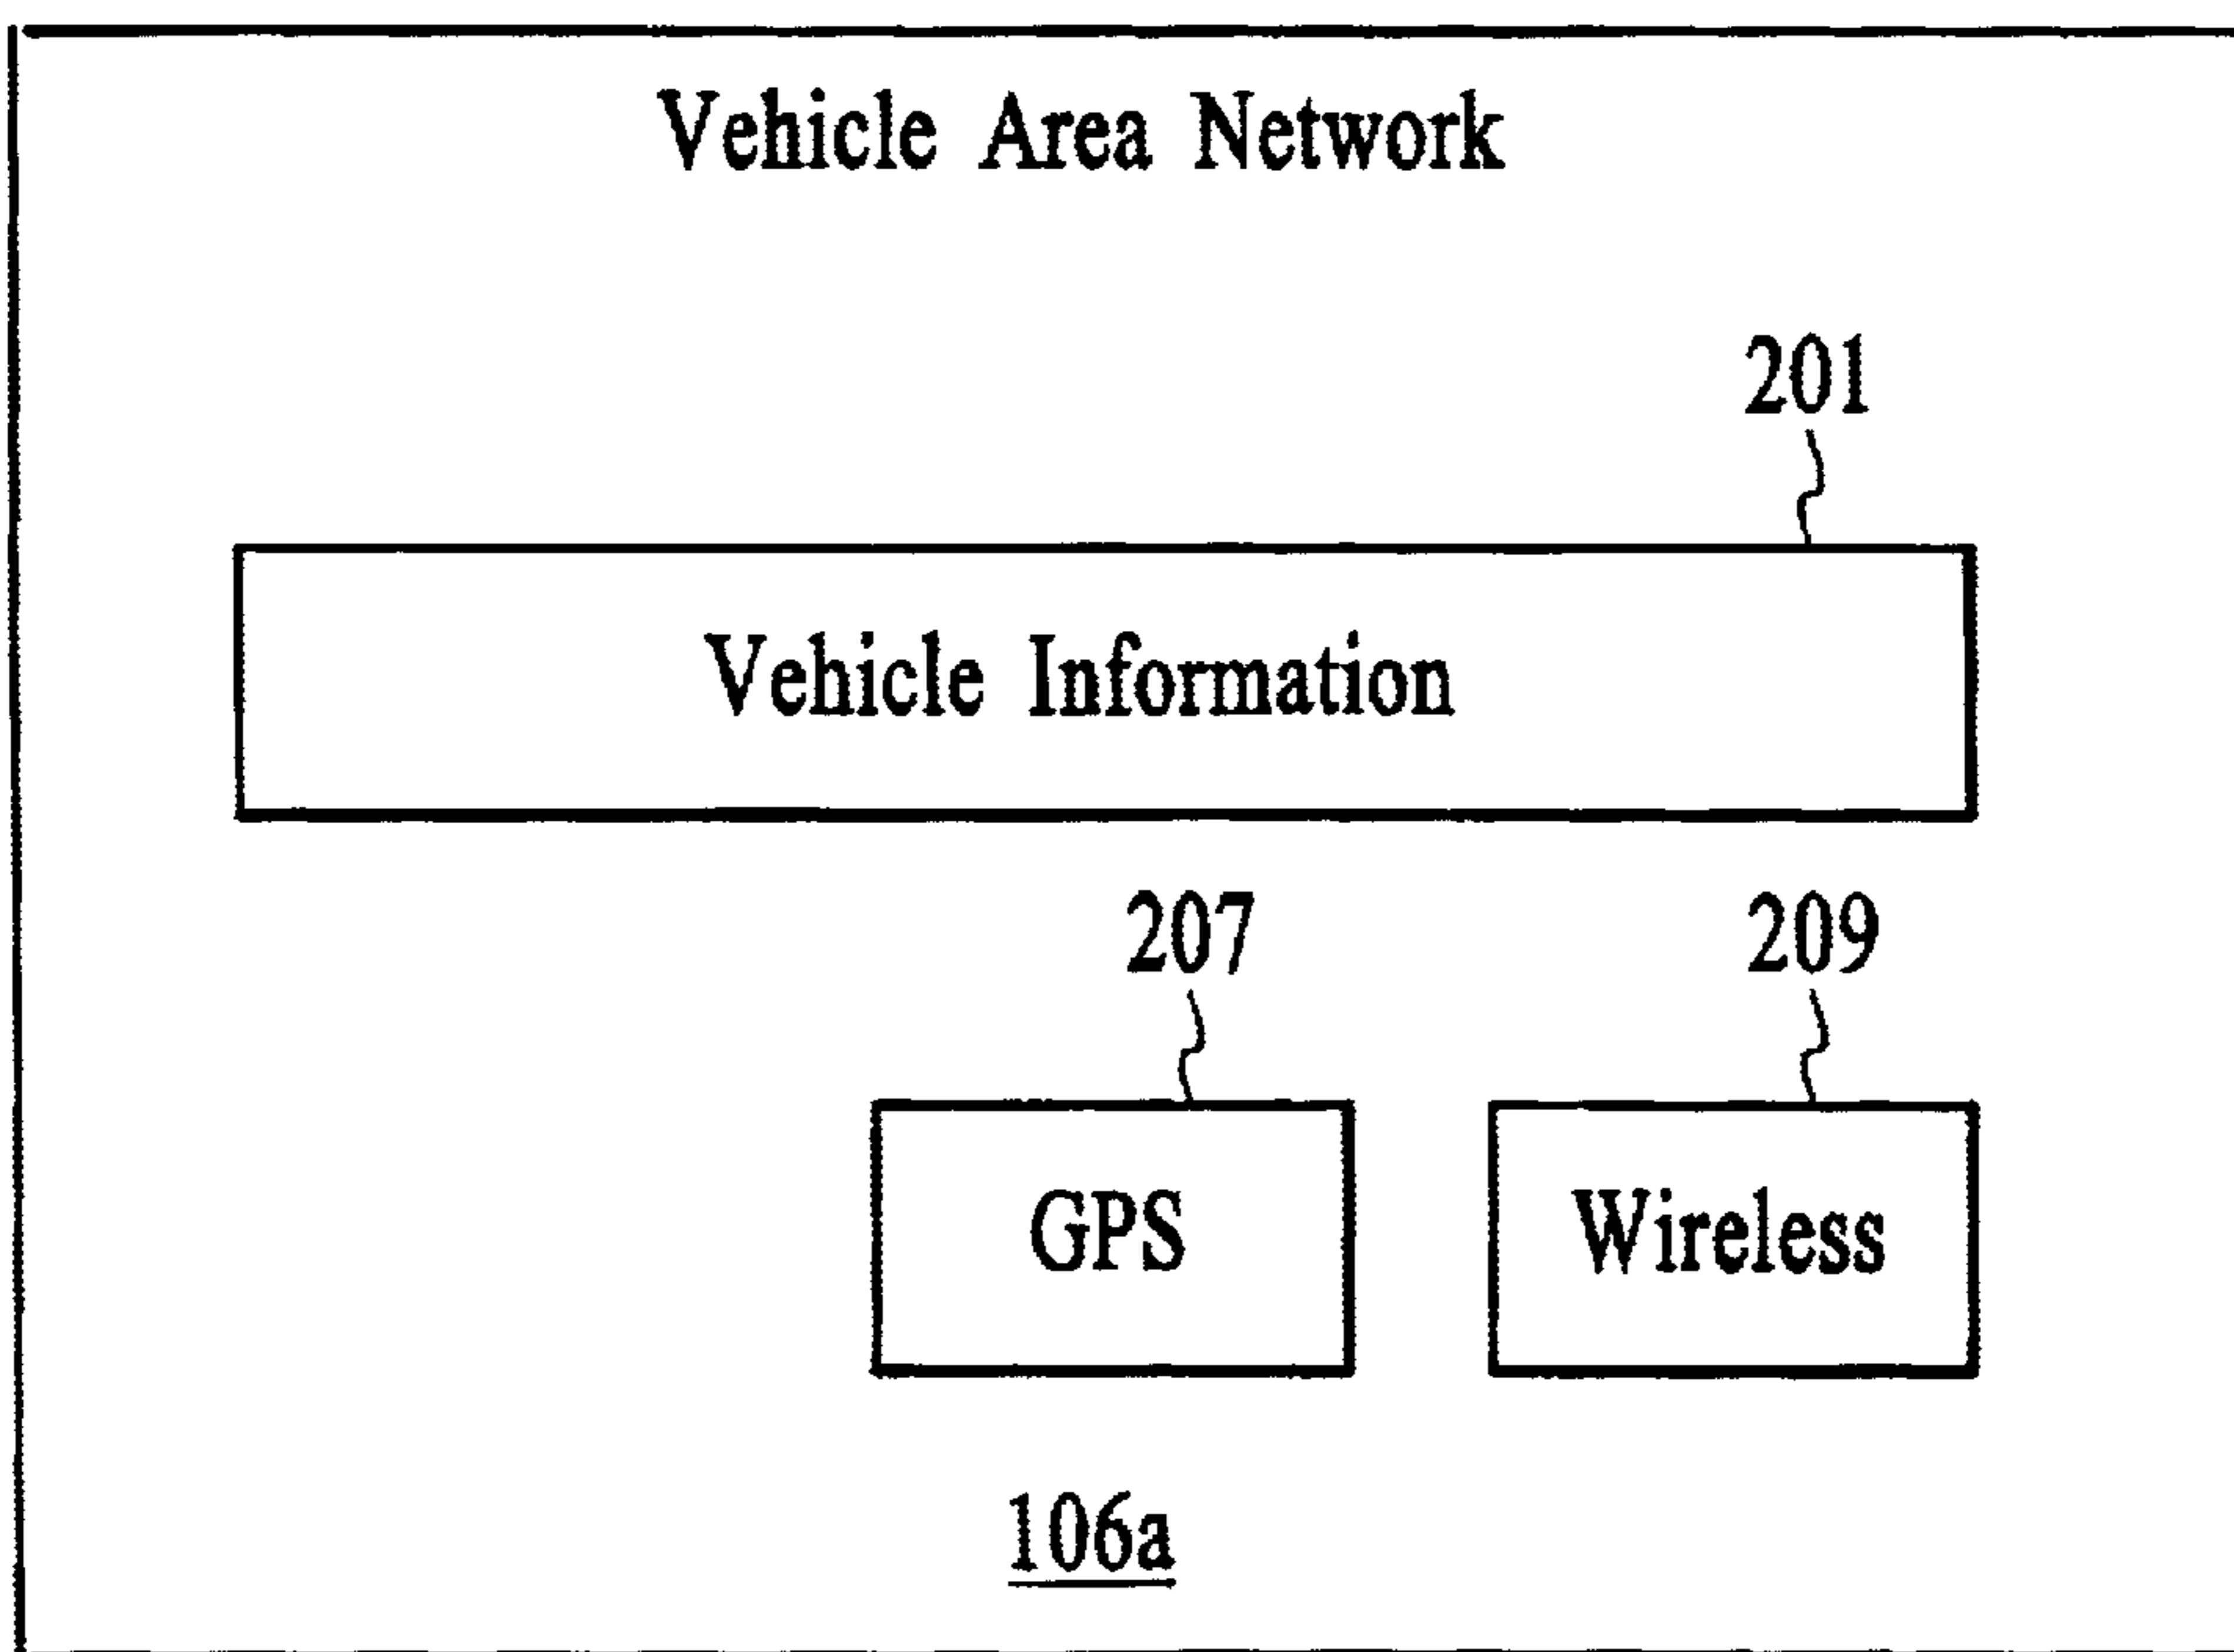 Vehicle Area Network
201
Vehicle Information
207 209
GPS Wireless
106a